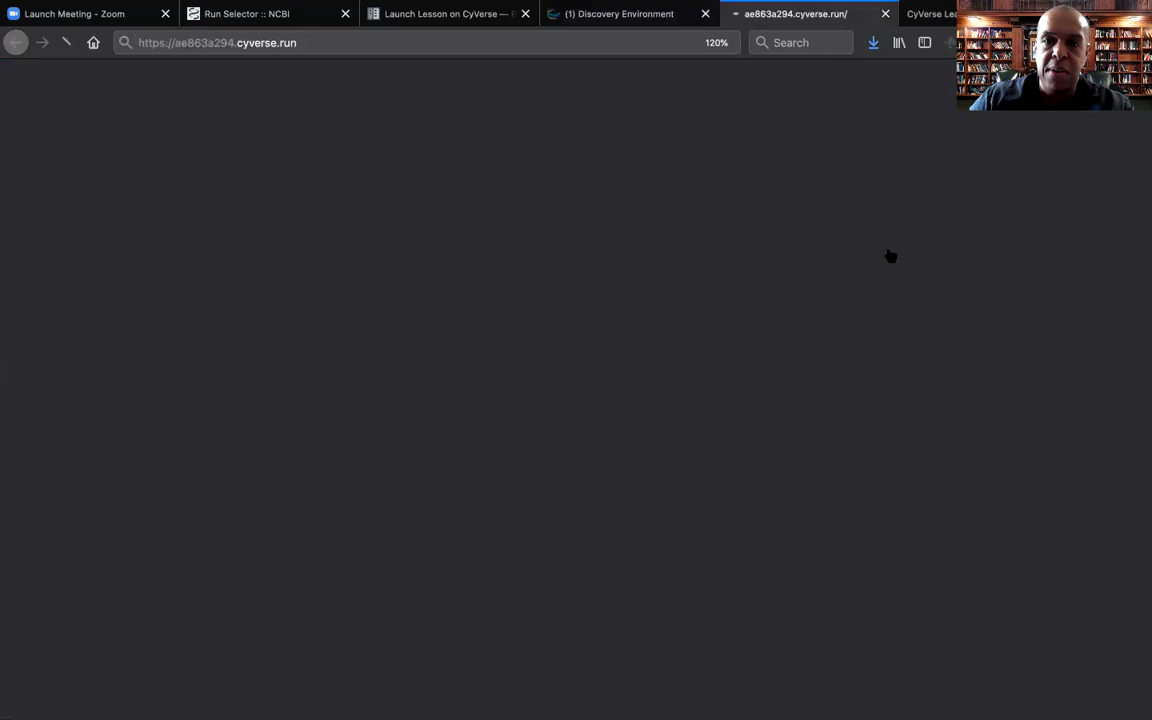 Launch Meeting - Zoom
Run Selector :: NCBI
Launch Lesson on CyVerse —
(1) Discovery Environment
ae863a294.cyverse.run/
CyVerse Lea
https://ae863a294.cyverse.run
120%
Search